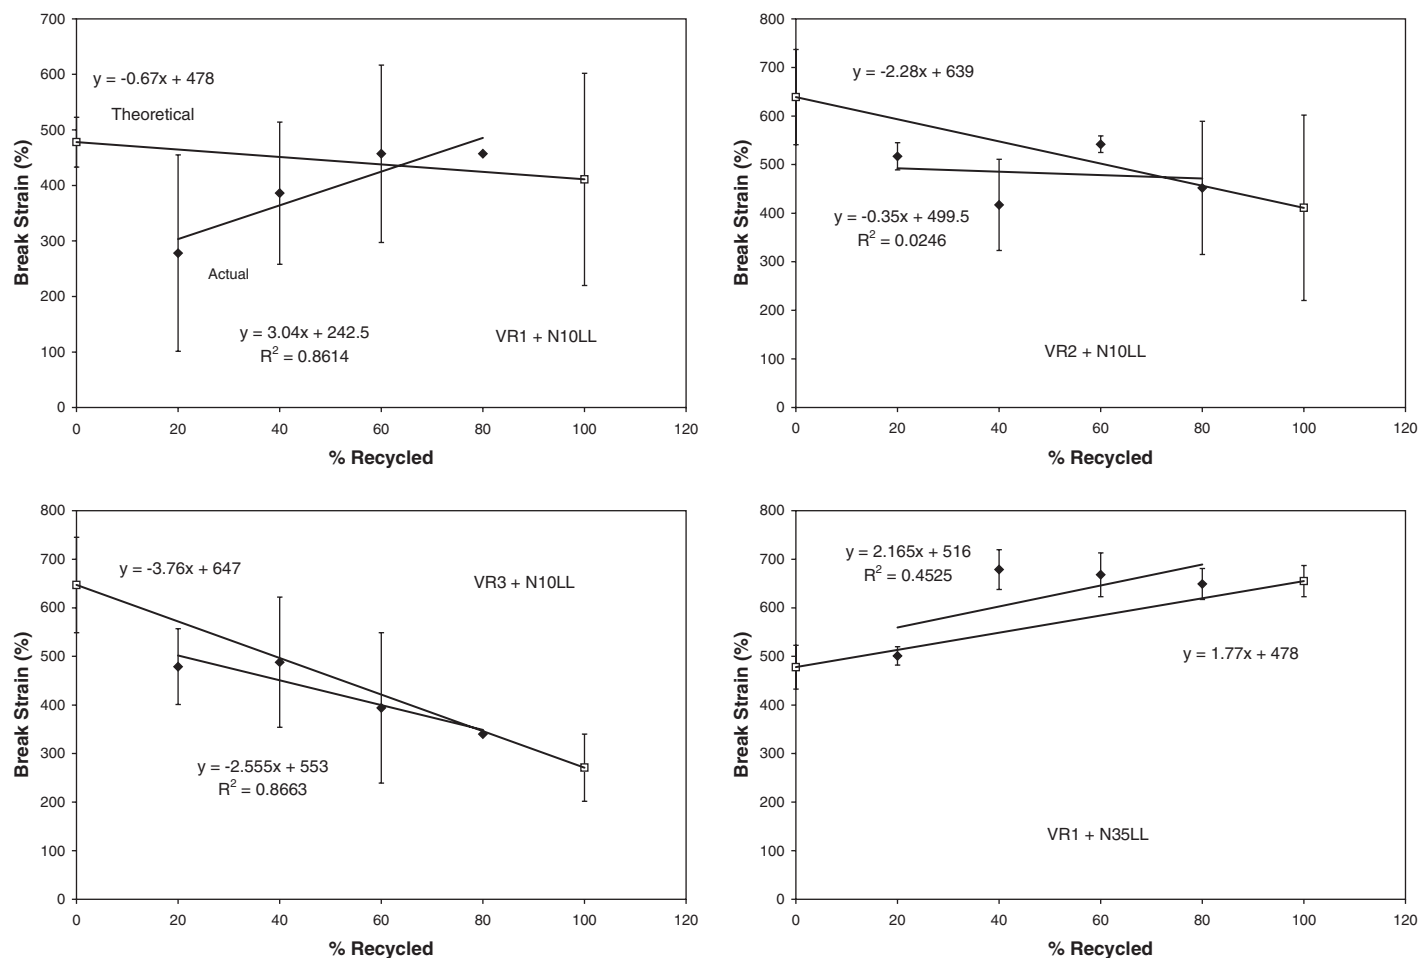 700
600
500
400
300
200
100
0
0 20 40 60 80 100 120
Break Strain (%)
% Recycled
y = -0.67x + 478
Theoretical
Actual
y = 3.04x + 242.5
R² = 0.8614
VR1 + N10LL
800
700
600
500
400
300
200
100
0
0 20 40 60 80 100 120
Break Strain (%)
% Recycled
y = -2.28x + 639
y = -0.35x + 499.5
R² = 0.0246
VR2 + N10LL
800
700
600
500
400
300
200
100
0
0 20 40 60 80 100 120
Break Strain (%)
% Recycled
y = -3.76x + 647
VR3 + N10LL
y = -2.555x + 553
R² = 0.8663
800
700
600
500
400
300
200
100
0
0 20 40 60 80 100 120
Break Strain (%)
% Recycled
y = 2.165x + 516
R² = 0.4525
y = 1.77x + 478
VR1 + N35LL